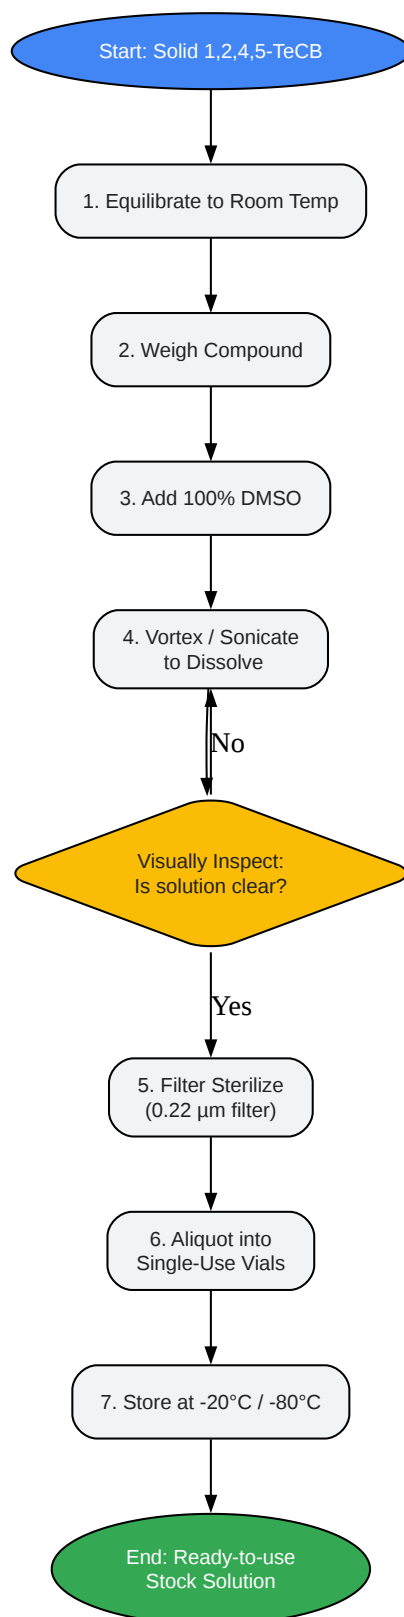 Start: Solid 1,2,4,5-TeCB
1. Equilibrate to Room Temp
2. Weigh Compound
3. Add 100% DMSO
4. Vortex / Sonicate
to Dissolve
No
Visually Inspect:
Is solution clear?
Yes
5. Filter Sterilize
(0.22 µm filter)
6. Aliquot into
Single-Use Vials
7. Store at -20°C / -80°C
End: Ready-to-use
Stock Solution